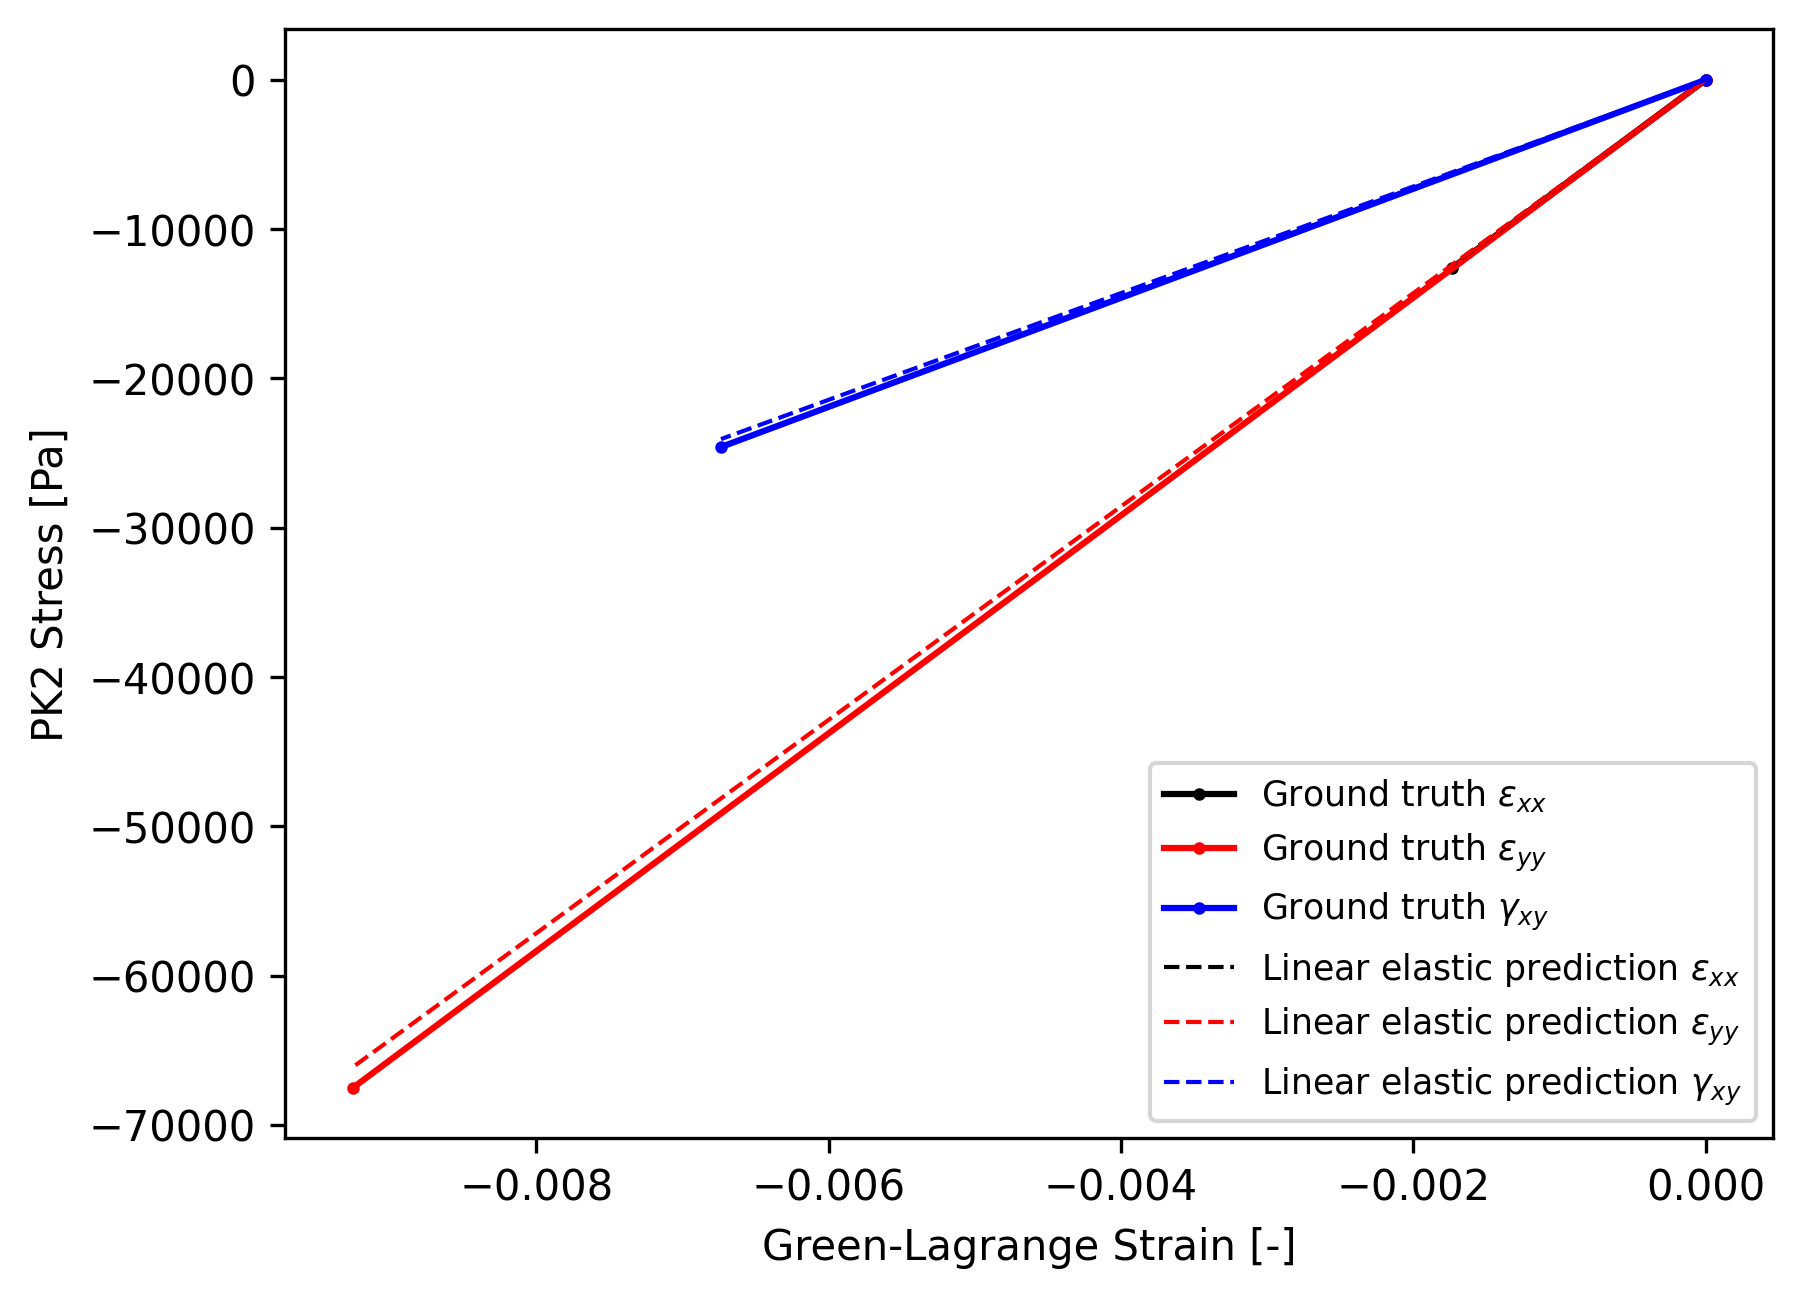 0
−10000
−20000
−30000
−40000
−50000
−60000
−70000
PK2 Stress [Pa]
Ground truth εxx
Ground truth εyy
Ground truth γxy
Linear elastic prediction εxx
Linear elastic prediction εyy
Linear elastic prediction γxy
−0.008 −0.006 −0.004 −0.002 0.000
Green-Lagrange Strain [-]